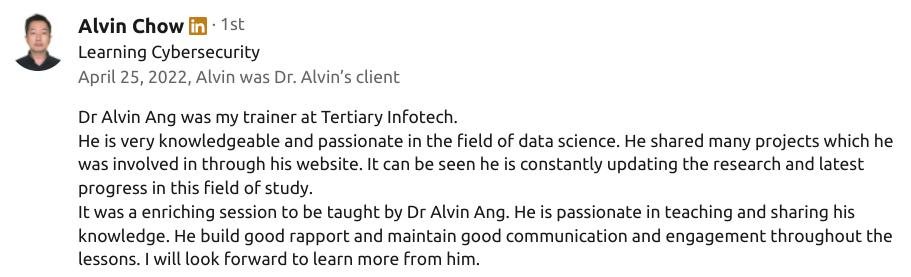 Alvin Chow in · 1st
Learning Cybersecurity
April 25, 2022, Alvin was Dr. Alvin’s client
Dr Alvin Ang was my trainer at Tertiary Infotech.
He is very knowledgeable and passionate in the field of data science. He shared many projects which he
was involved in through his website. It can be seen he is constantly updating the research and latest
progress in this field of study.
It was a enriching session to be taught by Dr Alvin Ang. He is passionate in teaching and sharing his
knowledge. He build good rapport and maintain good communication and engagement throughout the
lessons. I will look forward to learn more from him.